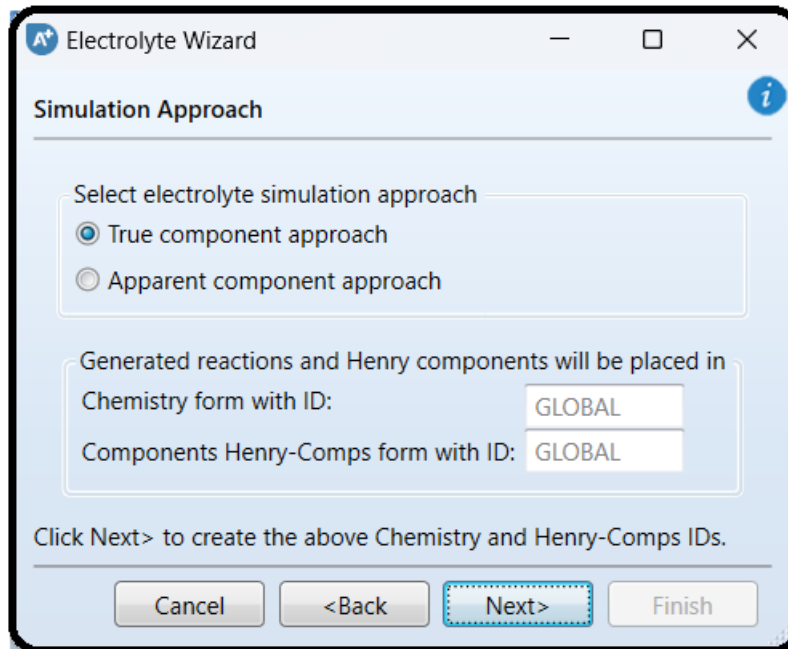 A+ Electrolyte Wizard
Simulation Approach
i
Select electrolyte simulation approach
True component approach
Apparent component approach
Generated reactions and Henry components will be placed in
Chemistry form with ID: GLOBAL
Components Henry-Comps form with ID: GLOBAL
Click Next> to create the above Chemistry and Henry-Comps IDs.
Cancel <Back Next> Finish